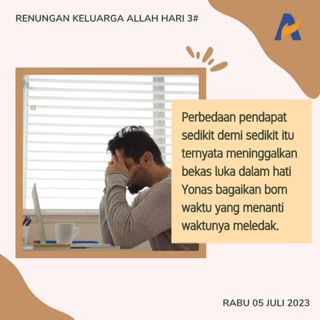 RENUNGAN KELUARGA ALLAH HARI 3#
Perbedaan pendapat
sedikit demi sedikit itu
ternyata meninggalkan
bekas luka dalam hati
Yonas bagaikan bom
waktu yang menanti
waktunya meledak.
RABU 05 JULI 2023